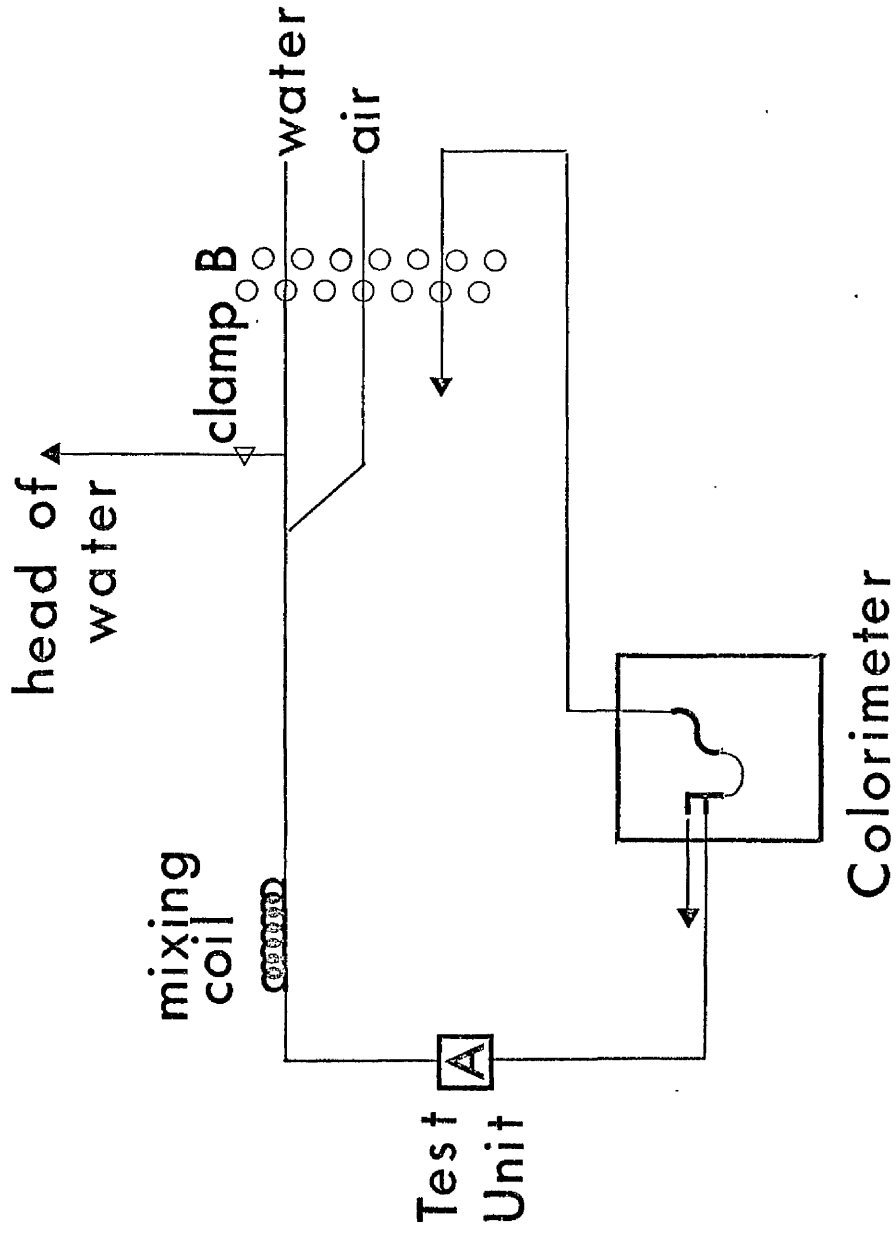 head of
water
clamp B
water
air
mixing
coil
A
Test
Unit
Colorimeter